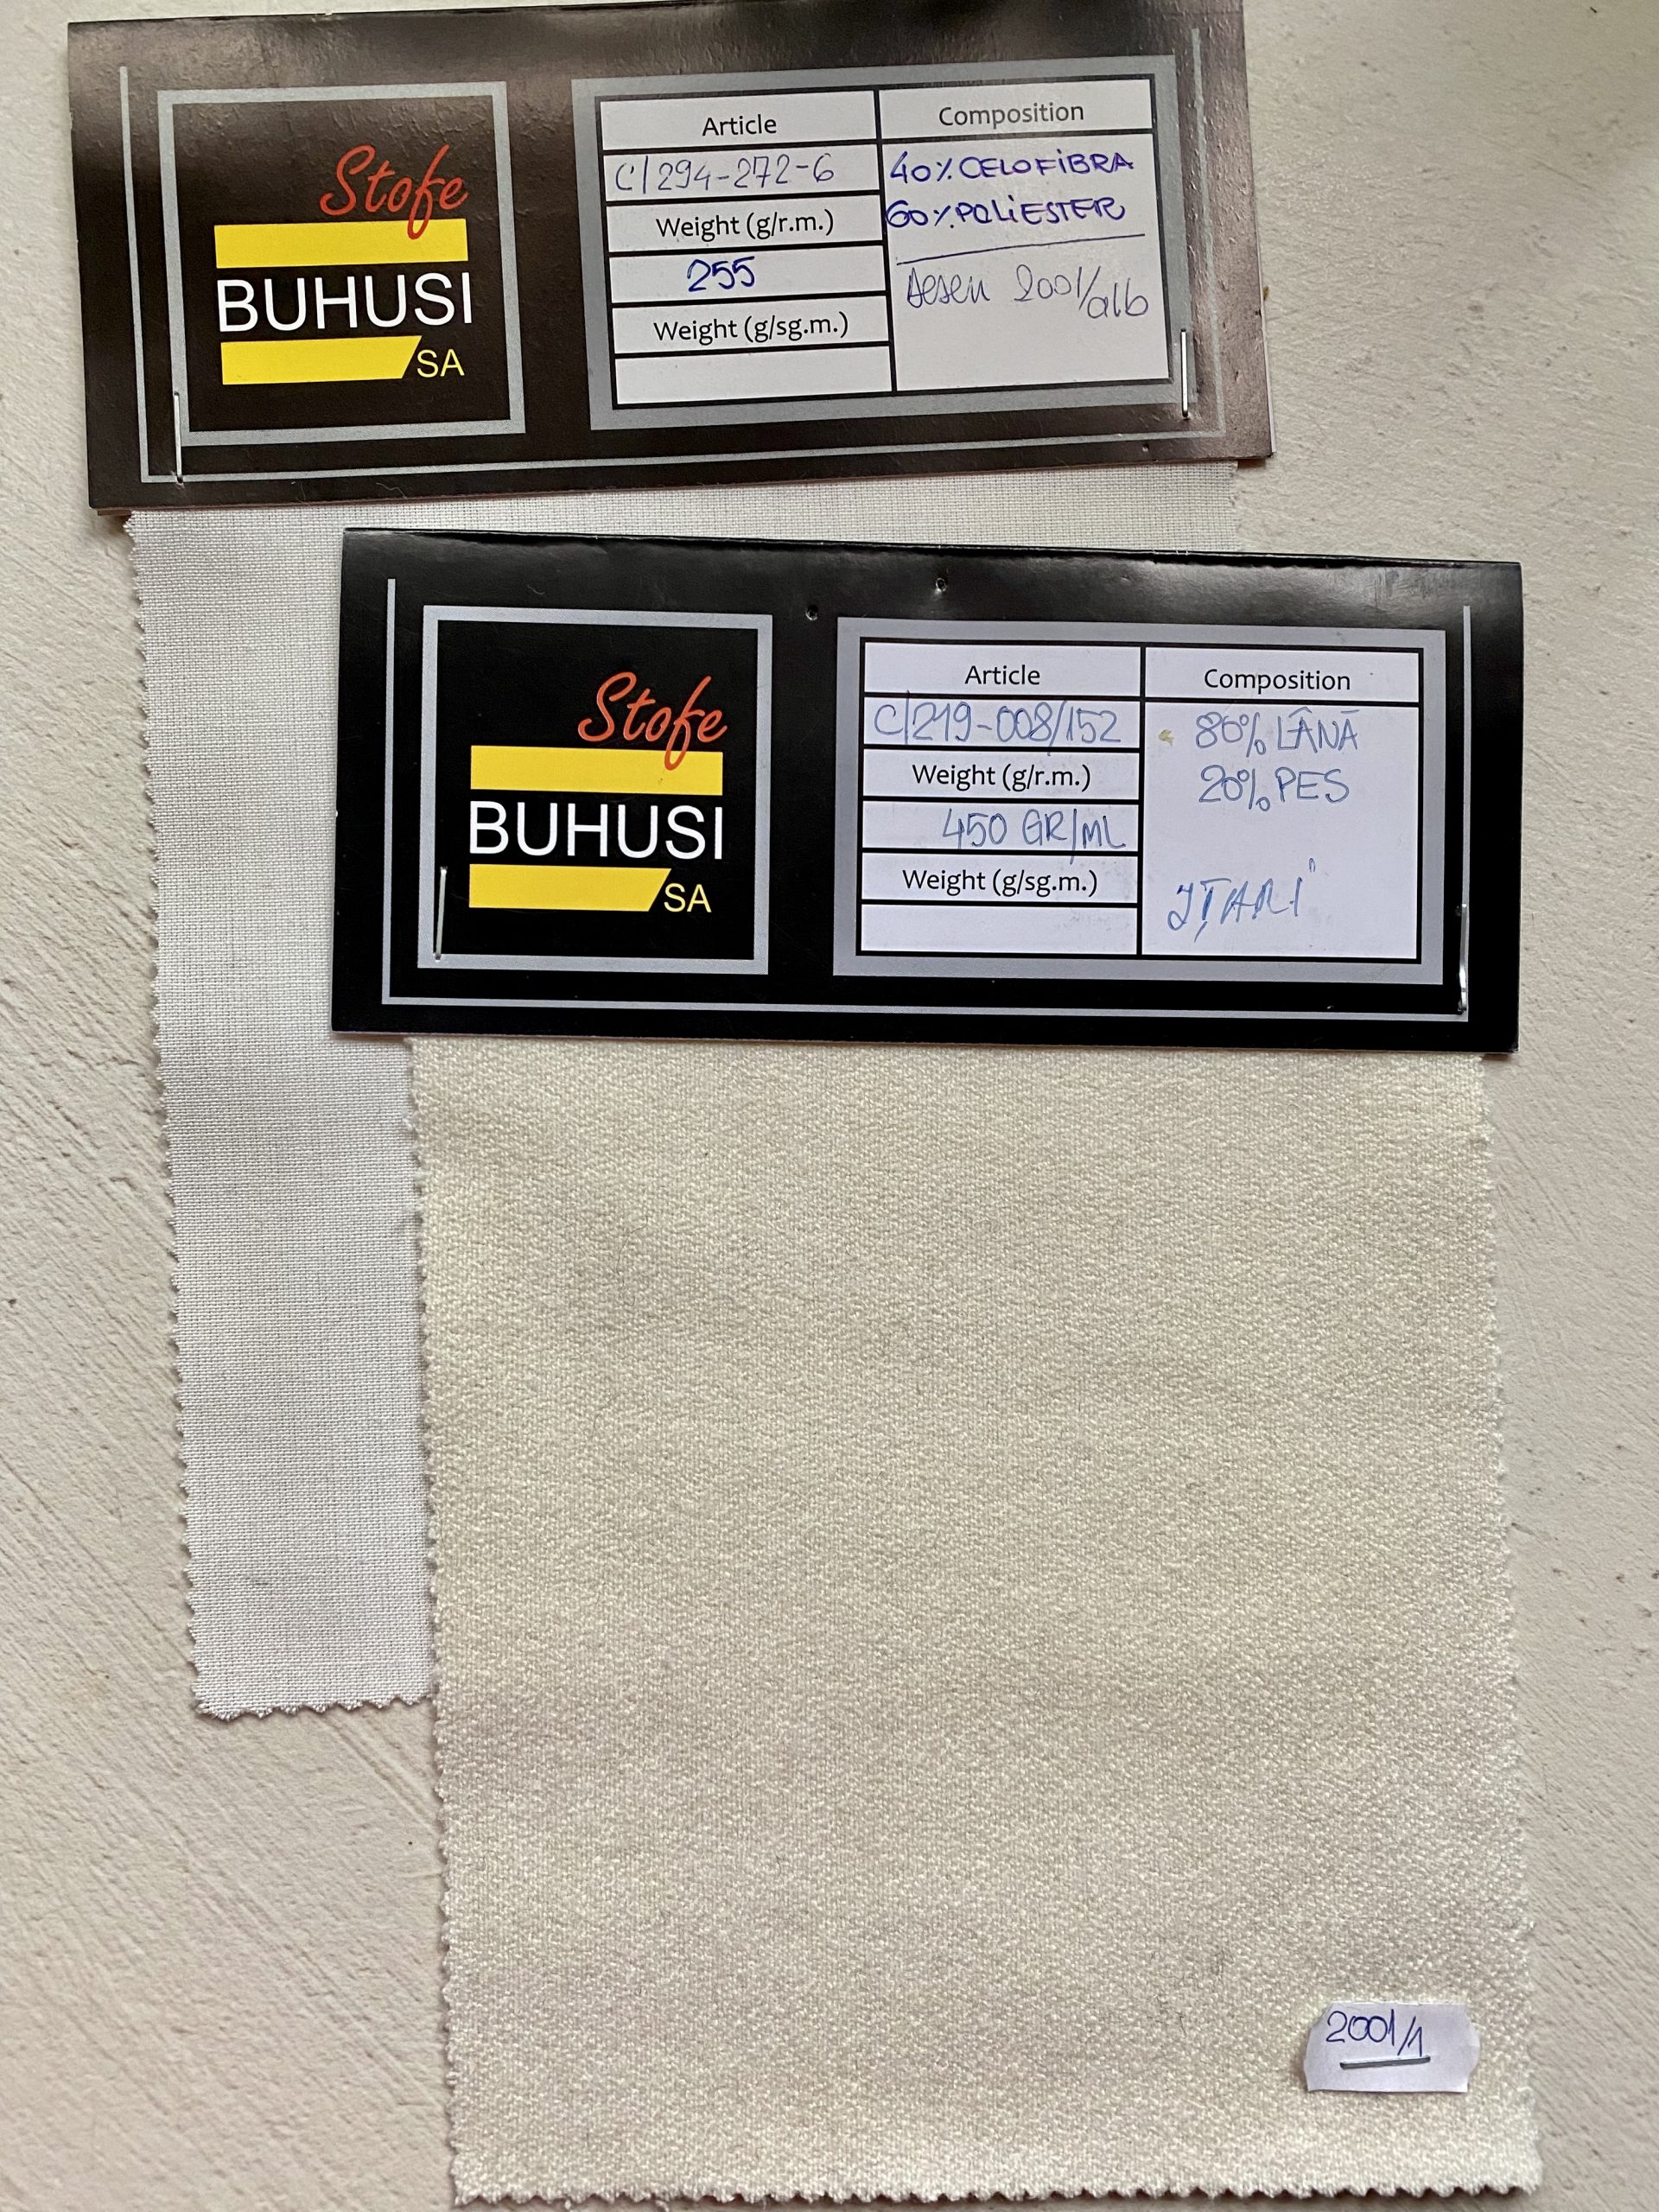 Stofe
BUHUSI
SA
Article
C/294-272-6
Weight (g/r.m.)
255
Weight (g/sg.m.)
Composition
40% CELOFiBRA
60% POLiESTER
Desen 2001/alb
Stofe
BUHUSI
SA
Article
C/219-008/152
Weight (g/r.m.)
450 GR/ML
Weight (g/sg.m.)
Composition
80% LÂNĂ
20% PES
IȚARI"
2001/1